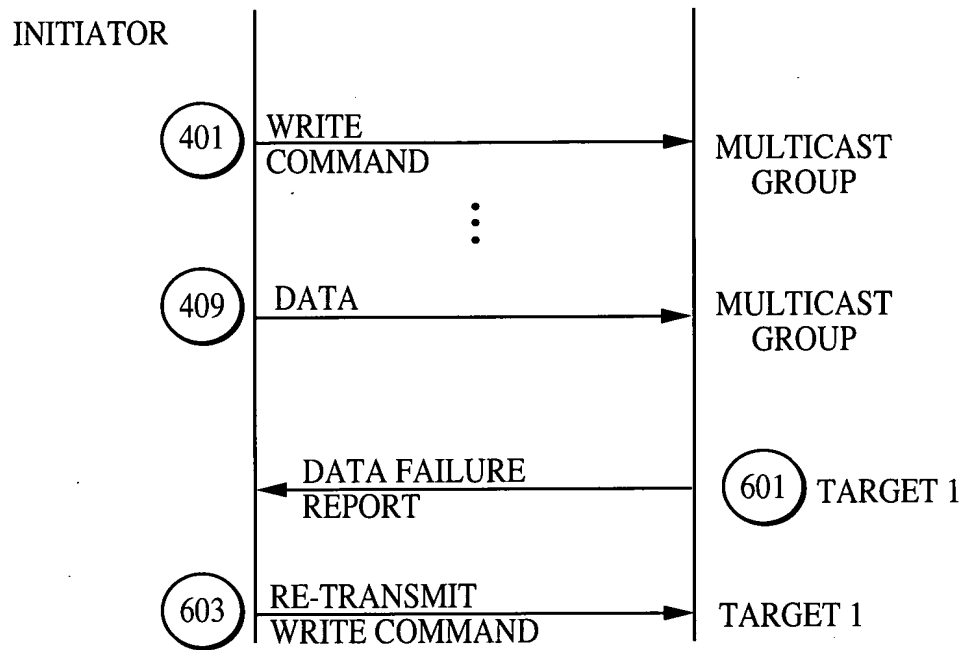 INITIATOR
401
WRITE
COMMAND
MULTICAST
GROUP
409
DATA
MULTICAST
GROUP
DATA FAILURE
REPORT
601
TARGET 1
603
RE-TRANSMIT
WRITE COMMAND
TARGET 1